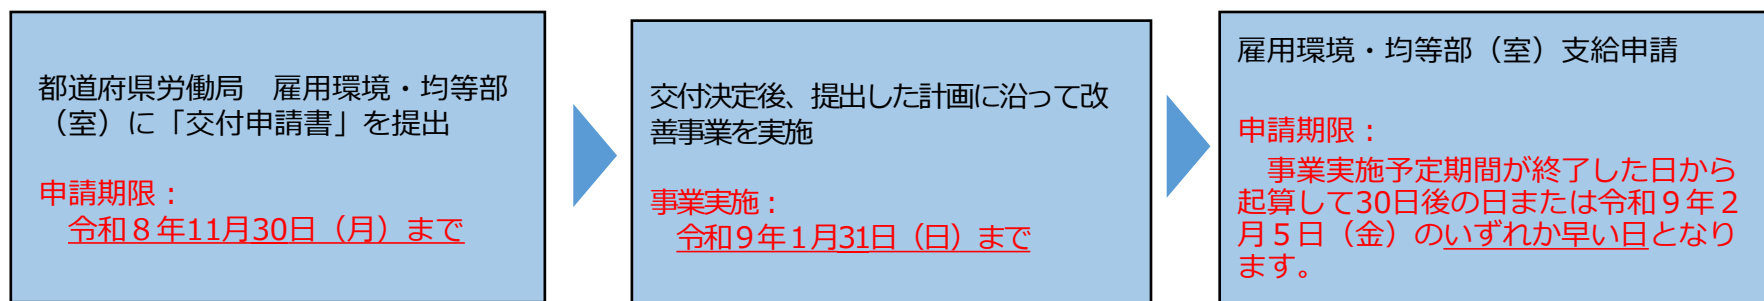 都道府県労働局　雇用環境・均等部
（室）に「交付申請書」を提出
申請期限：
令和８年11月30日（月）まで
交付決定後、提出した計画に沿って改
善事業を実施
事業実施：
令和９年１月31日（日）まで
雇用環境・均等部（室）支給申請
申請期限：
事業実施予定期間が終了した日から
起算して30日後の日または令和９年２
月５日（金）のいずれか早い日となり
ます。